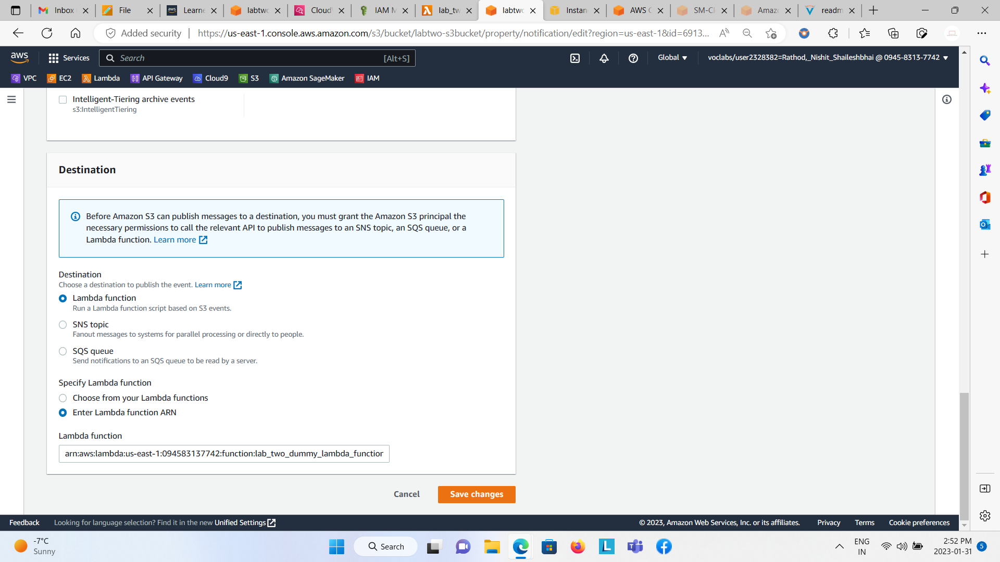 Inbox
File
Learne
labtwo
Cloud
IAM M
lab_tw
labtwo
Instan
AWS C
SM-Cl
Amazo
readm
Added security
https://us-east-1.console.aws.amazon.com/s3/bucket/labtwo-s3bucket/property/notification/edit?region=us-east-1&id=6913...
aws
Services
Search
[Alt+S]
Global
voclabs/user2328382=Rathod,_Nishit_Shaileshbhai @ 0945-8313-7742
VPC
EC2
Lambda
API Gateway
Cloud9
S3
Amazon SageMaker
IAM
Intelligent-Tiering archive events
s3:IntelligentTiering
Destination
Before Amazon S3 can publish messages to a destination, you must grant the Amazon S3 principal the
necessary permissions to call the relevant API to publish messages to an SNS topic, an SQS queue, or a
Lambda function. Learn more
Destination
Choose a destination to publish the event. Learn more
Lambda function
Run a Lambda function script based on S3 events.
SNS topic
Fanout messages to systems for parallel processing or directly to people.
SQS queue
Send notifications to an SQS queue to be read by a server.
Specify Lambda function
Choose from your Lambda functions
Enter Lambda function ARN
Lambda function
arn:aws:lambda:us-east-1:094583137742:function:lab_two_dummy_lambda_function
Cancel
Save changes
Feedback
Looking for language selection? Find it in the new Unified Settings
© 2023, Amazon Web Services, Inc. or its affiliates.
Privacy
Terms
Cookie preferences
-7°C
Sunny
Search
ENG
IN
2:52 PM
2023-01-31
5